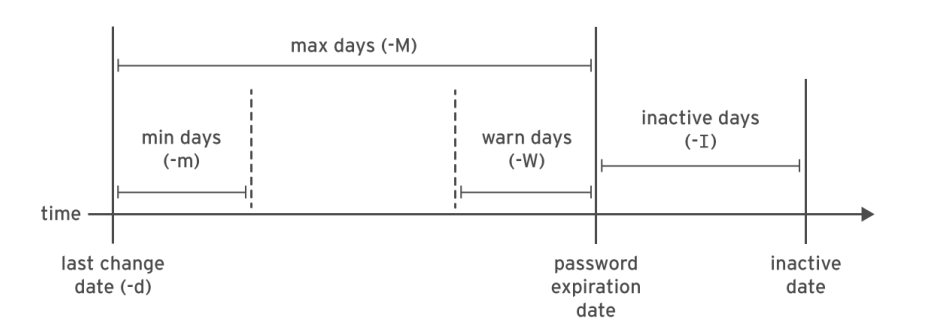 max days (-M)
min days
(-m)
warn days
(-W)
inactive days
(-I)
time
last change
date (-d)
password
expiration
date
inactive
date